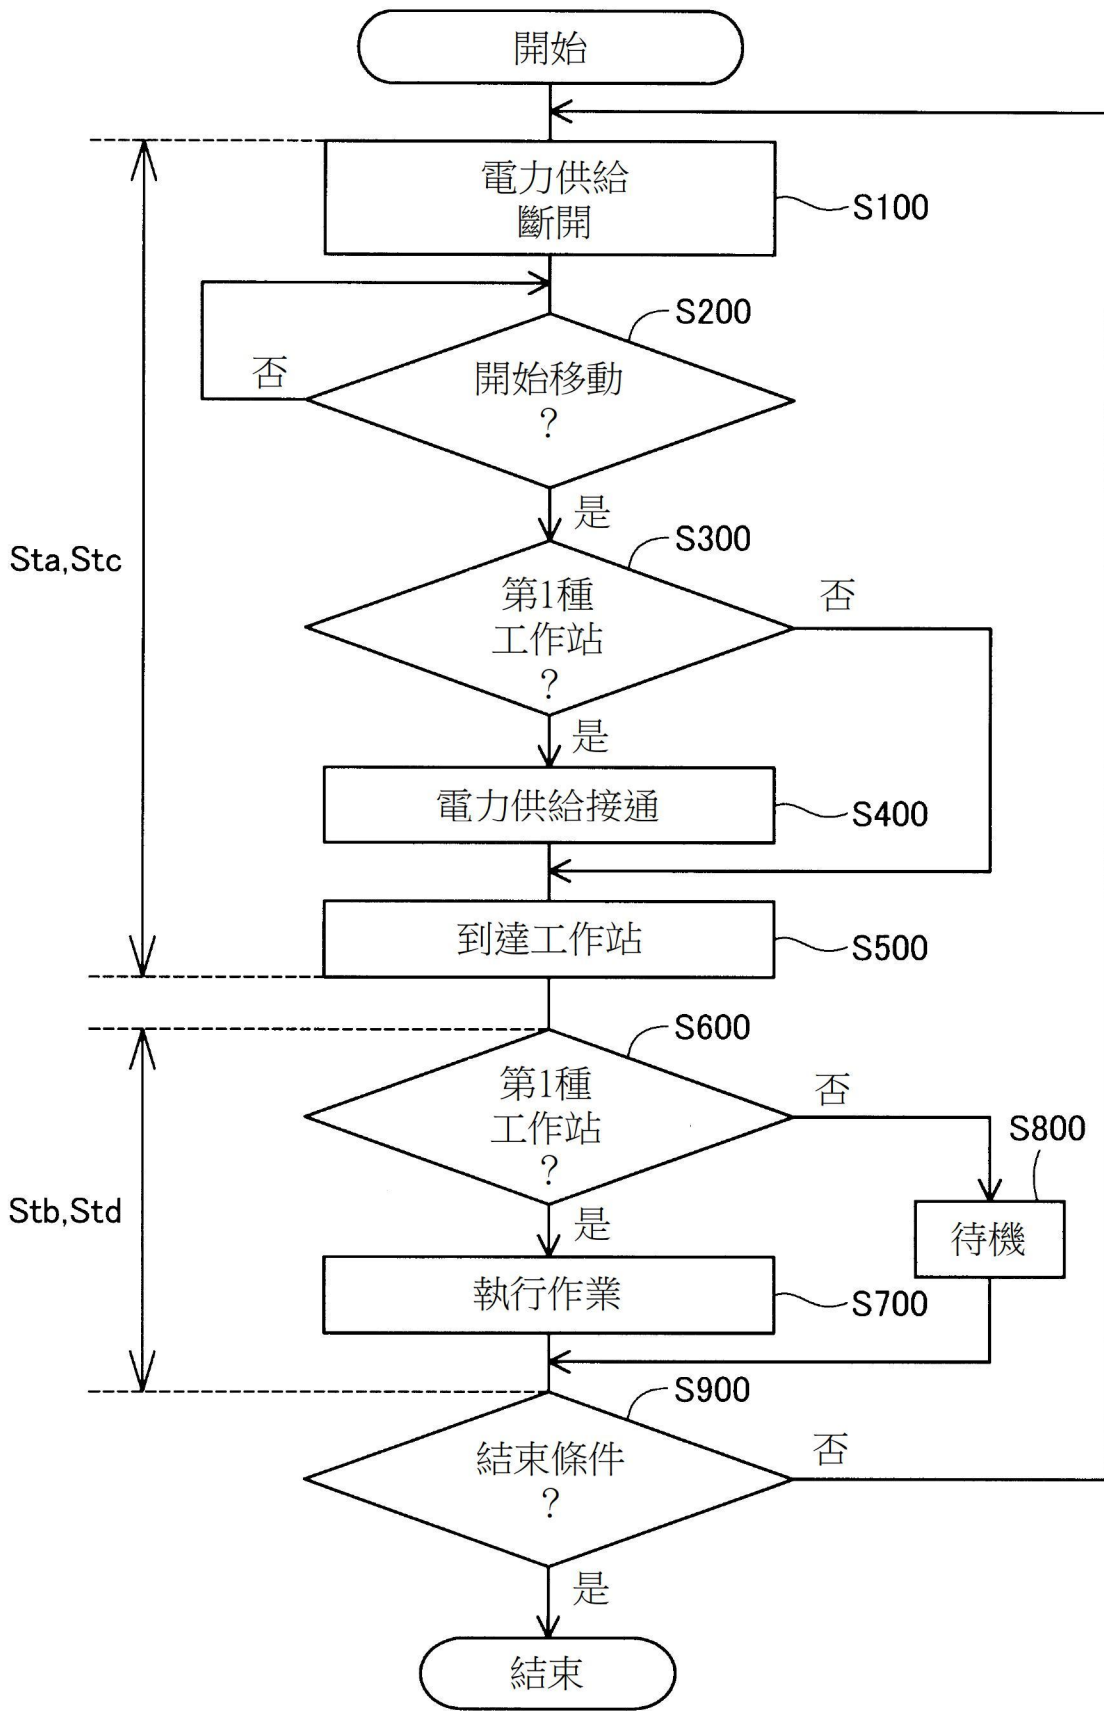 開始
電力供給
斷開
S100
S200
開始移動
?
否
是
S300
第1種
工作站
?
否
Sta,Stc
是
電力供給接通
S400
到達工作站
S500
S600
第1種
工作站
?
否
S800
待機
Stb,Std
是
執行作業
S700
S900
結束條件
?
否
是
結束